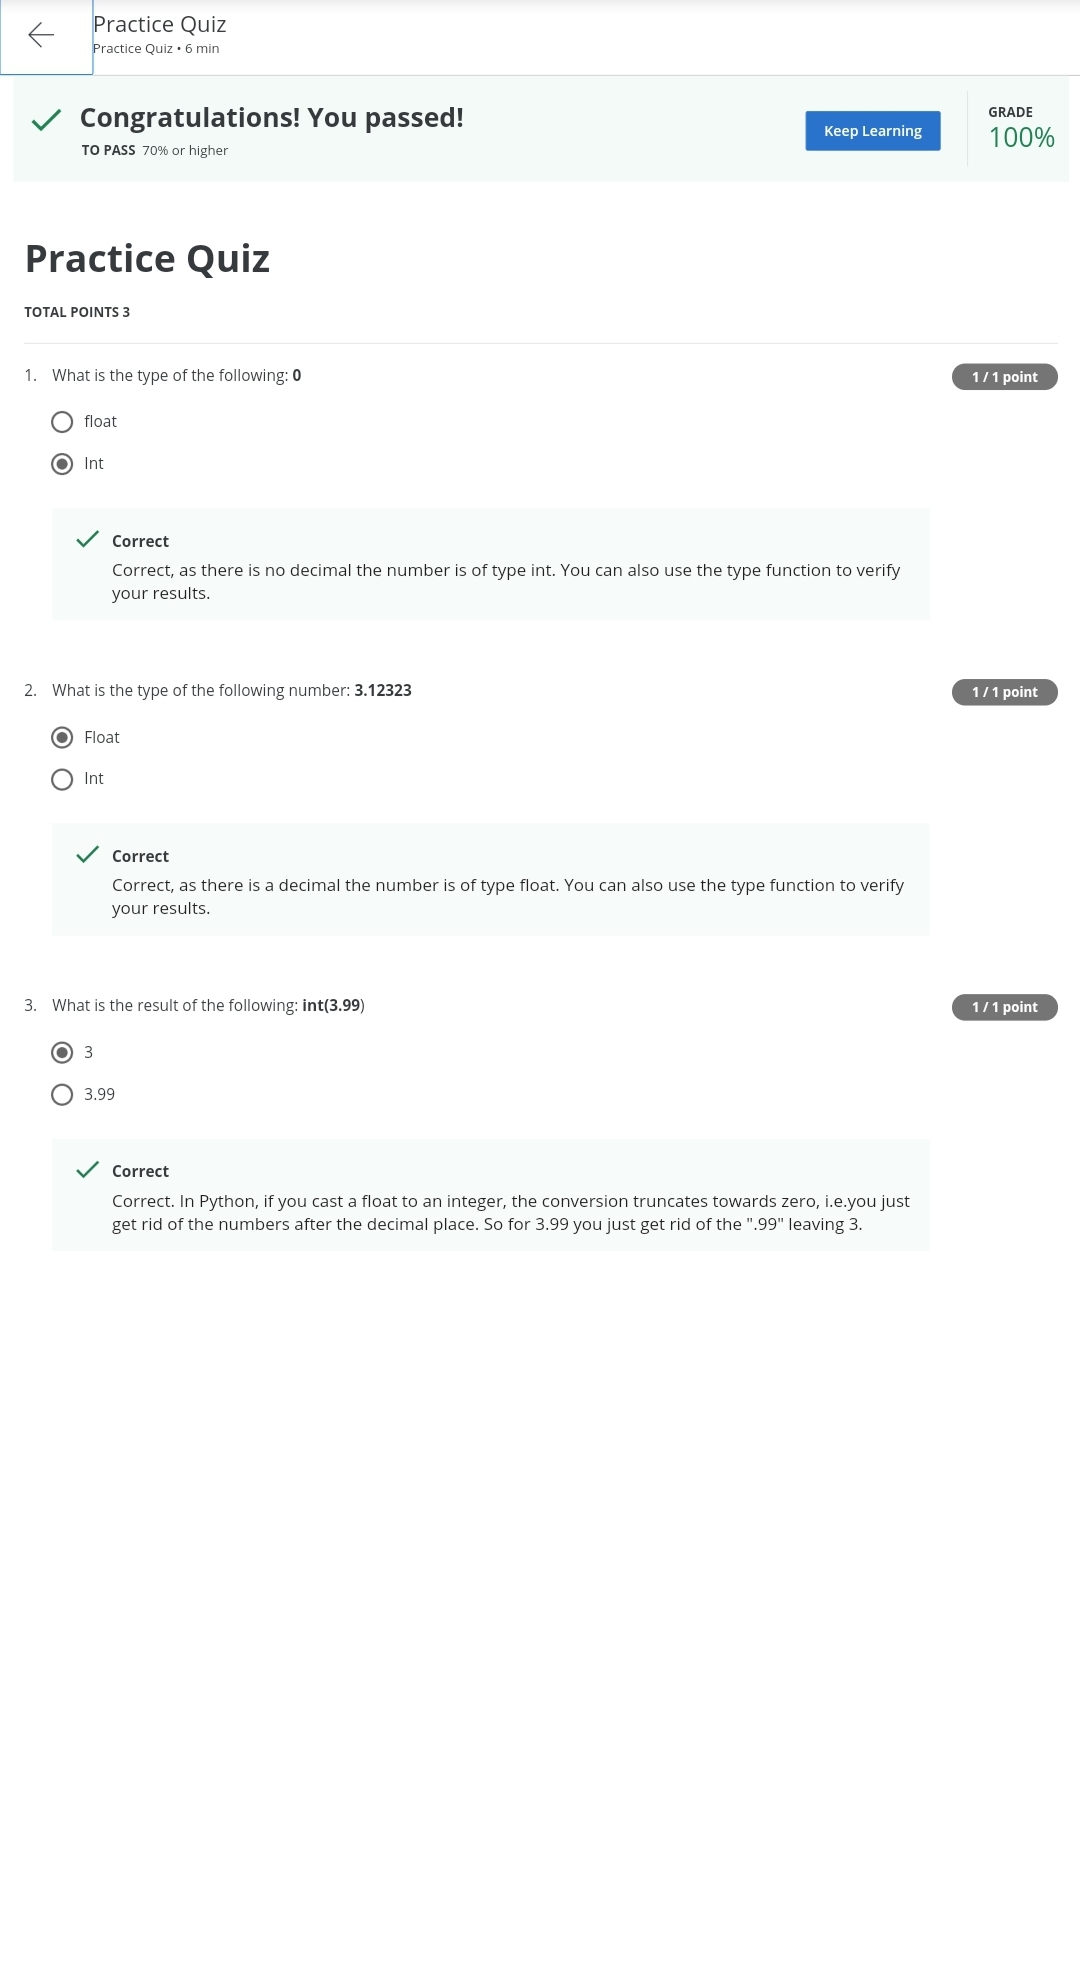 Practice Quiz
Practice Quiz • 6 min
Congratulations! You passed!
TO PASS 70% or higher
Keep Learning
GRADE
100%
Practice Quiz
TOTAL POINTS 3
1. What is the type of the following: 0
1 / 1 point
float
Int
Correct
Correct, as there is no decimal the number is of type int. You can also use the type function to verify
your results.
2. What is the type of the following number: 3.12323
1 / 1 point
Float
Int
Correct
Correct, as there is a decimal the number is of type float. You can also use the type function to verify
your results.
3. What is the result of the following: int(3.99)
1 / 1 point
3
3.99
Correct
Correct. In Python, if you cast a float to an integer, the conversion truncates towards zero, i.e.you just
get rid of the numbers after the decimal place. So for 3.99 you just get rid of the ".99" leaving 3.